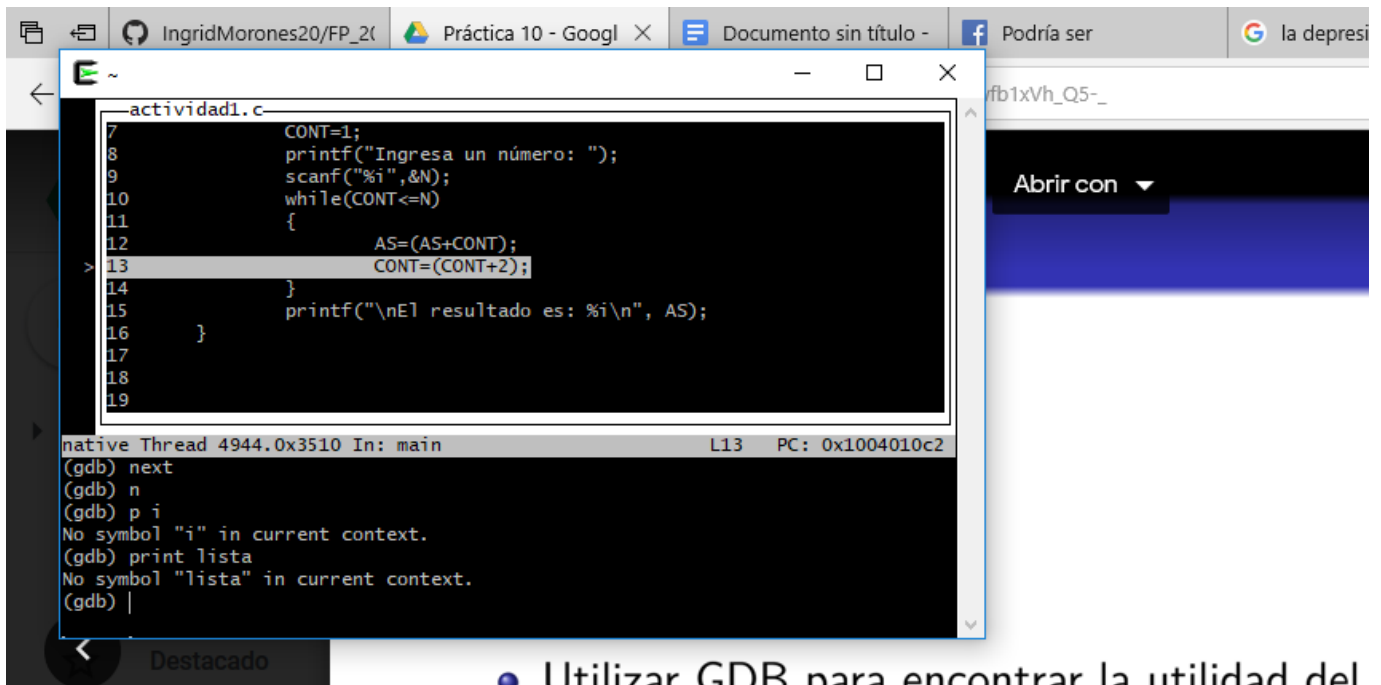 IngridMorones20/FP_2(
Práctica 10 - Googl
Documento sin título -
Podría ser
la depresi
~
vfb1xVh_Q5-_
Abrir con
actividad1.c
7 CONT=1;
8 printf("Ingresa un número: ");
9 scanf("%i",&N);
10 while(CONT<=N)
11 {
12 AS=(AS+CONT);
> 13 CONT=(CONT+2);
14 }
15 printf("\nEl resultado es: %i\n", AS);
16 }
17
18
19
native Thread 4944.0x3510 In: main L13 PC: 0x1004010c2
(gdb) next
(gdb) n
(gdb) p i
No symbol "i" in current context.
(gdb) print lista
No symbol "lista" in current context.
(gdb)
Destacado
Utilizar GDB para encontrar la utilidad del